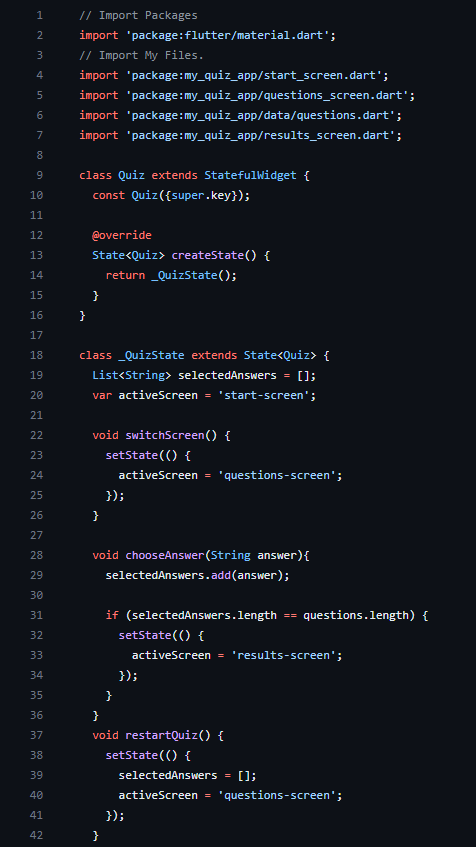 1 // Import Packages
2 import 'package:flutter/material.dart';
3 // Import My Files.
4 import 'package:my_quiz_app/start_screen.dart';
5 import 'package:my_quiz_app/questions_screen.dart';
6 import 'package:my_quiz_app/data/questions.dart';
7 import 'package:my_quiz_app/results_screen.dart';
8
9 class Quiz extends StatefulWidget {
10   const Quiz({super.key});
11
12   @override
13   State<Quiz> createState() {
14     return _QuizState();
15   }
16 }
17
18 class _QuizState extends State<Quiz> {
19   List<String> selectedAnswers = [];
20   var activeScreen = 'start-screen';
21
22   void switchScreen() {
23     setState(() {
24       activeScreen = 'questions-screen';
25     });
26   }
27
28   void chooseAnswer(String answer){
29     selectedAnswers.add(answer);
30
31     if (selectedAnswers.length == questions.length) {
32       setState(() {
33         activeScreen = 'results-screen';
34       });
35     }
36   }
37   void restartQuiz() {
38     setState(() {
39       selectedAnswers = [];
40       activeScreen = 'questions-screen';
41     });
42   }